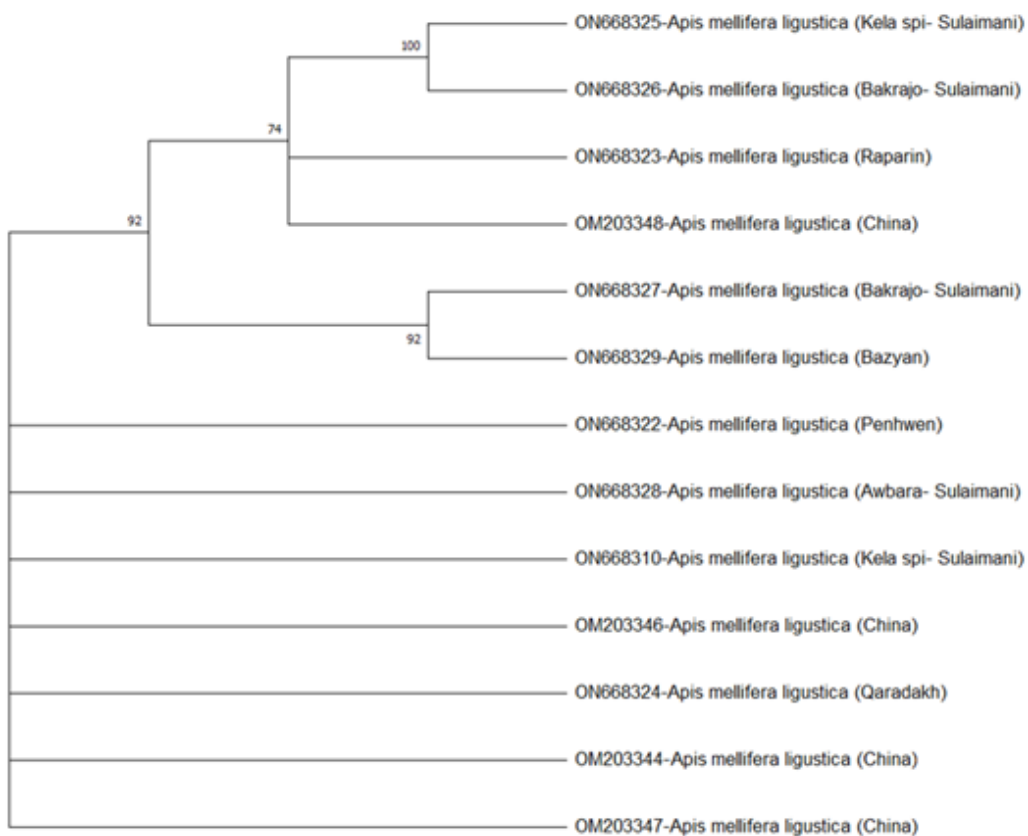 ON668325-Apis mellifera ligustica (Kela spi- Sulaimani)
100
ON668326-Apis mellifera ligustica (Bakrajo- Sulaimani)
74
ON668323-Apis mellifera ligustica (Raparin)
92
OM203348-Apis mellifera ligustica (China)
ON668327-Apis mellifera ligustica (Bakrajo- Sulaimani)
92
ON668329-Apis mellifera ligustica (Bazyan)
ON668322-Apis mellifera ligustica (Penhwen)
ON668328-Apis mellifera ligustica (Awbara- Sulaimani)
ON668310-Apis mellifera ligustica (Kela spi- Sulaimani)
OM203346-Apis mellifera ligustica (China)
ON668324-Apis mellifera ligustica (Qaradakh)
OM203344-Apis mellifera ligustica (China)
OM203347-Apis mellifera ligustica (China)